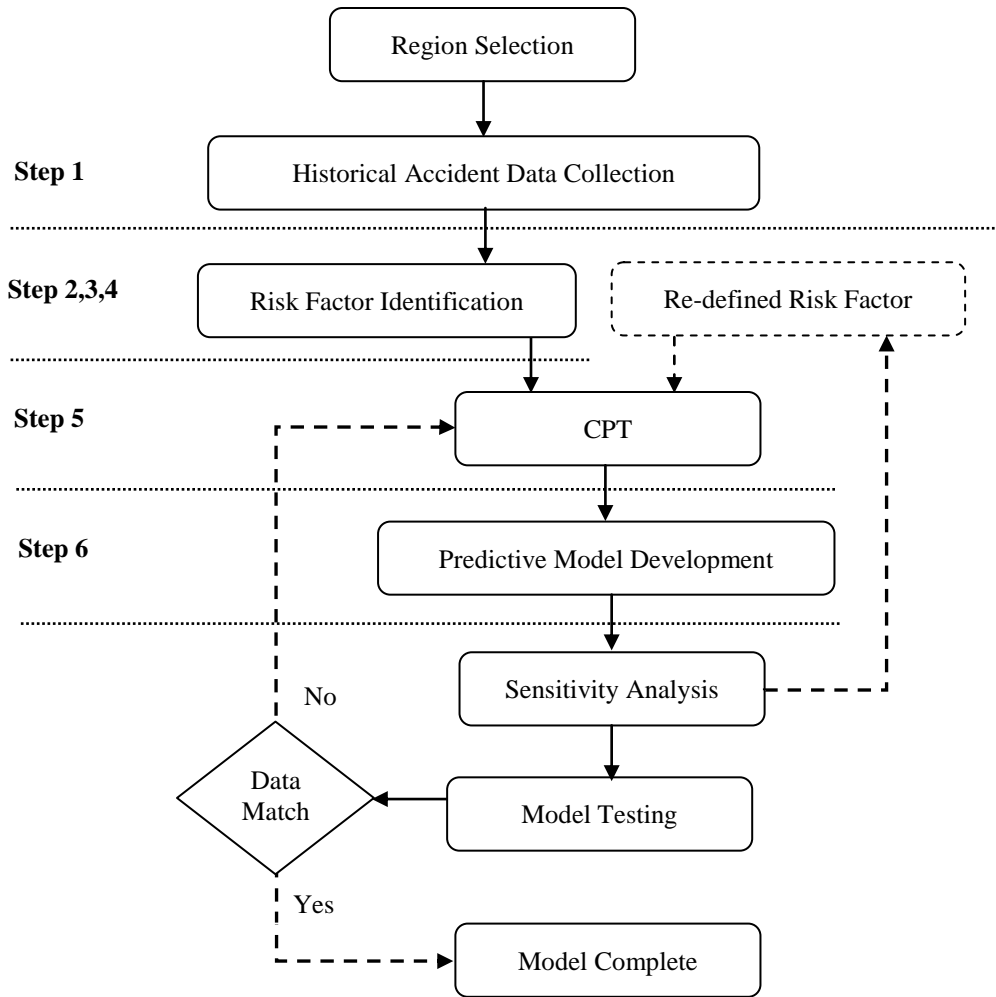 Region Selection
Step 1
Historical Accident Data Collection
Step 2,3,4
Risk Factor Identification
Re-defined Risk Factor
Step 5
CPT
Step 6
Predictive Model Development
Sensitivity Analysis
No
Data
Match
Model Testing
Yes
Model Complete